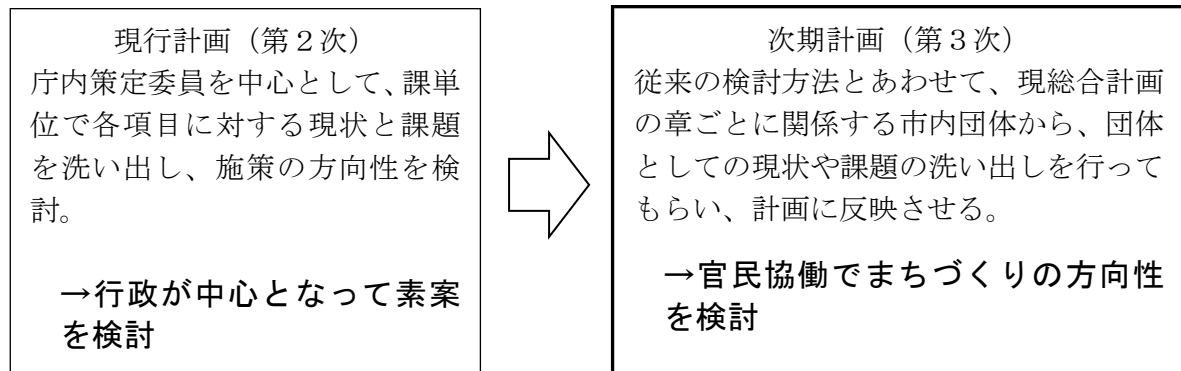 現行計画（第２次）
庁内策定委員を中心として、課単
位で各項目に対する現状と課題
を洗い出し、施策の方向性を検
討。
→行政が中心となって素案
を検討
次期計画（第３次）
従来の検討方法とあわせて、現総合計画
の章ごとに関係する市内団体から、団体
としての現状や課題の洗い出しを行って
もらい、計画に反映させる。
→官民協働でまちづくりの方向性
を検討